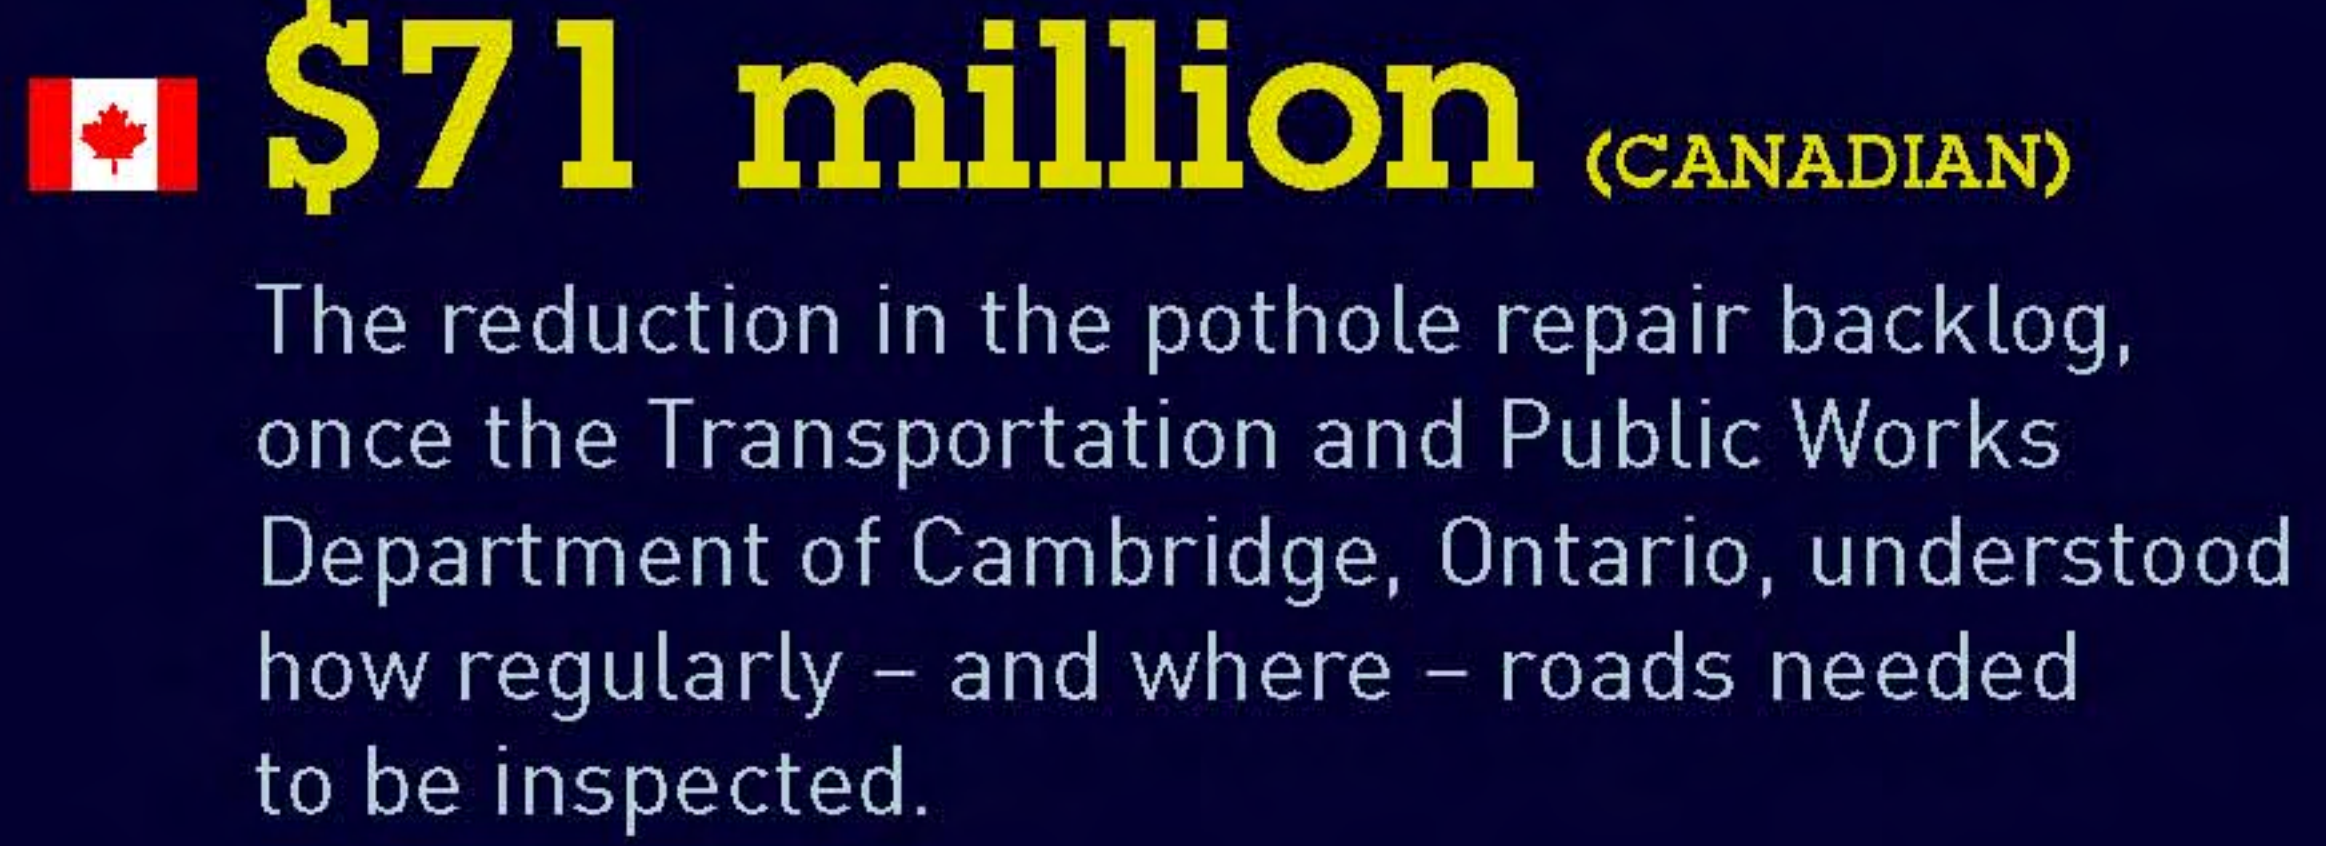 $71 million (CANADIAN)
The reduction in the pothole repair backlog,
once the Transportation and Public Works
Department of Cambridge, Ontario, understood
how regularly – and where – roads needed
to be inspected.